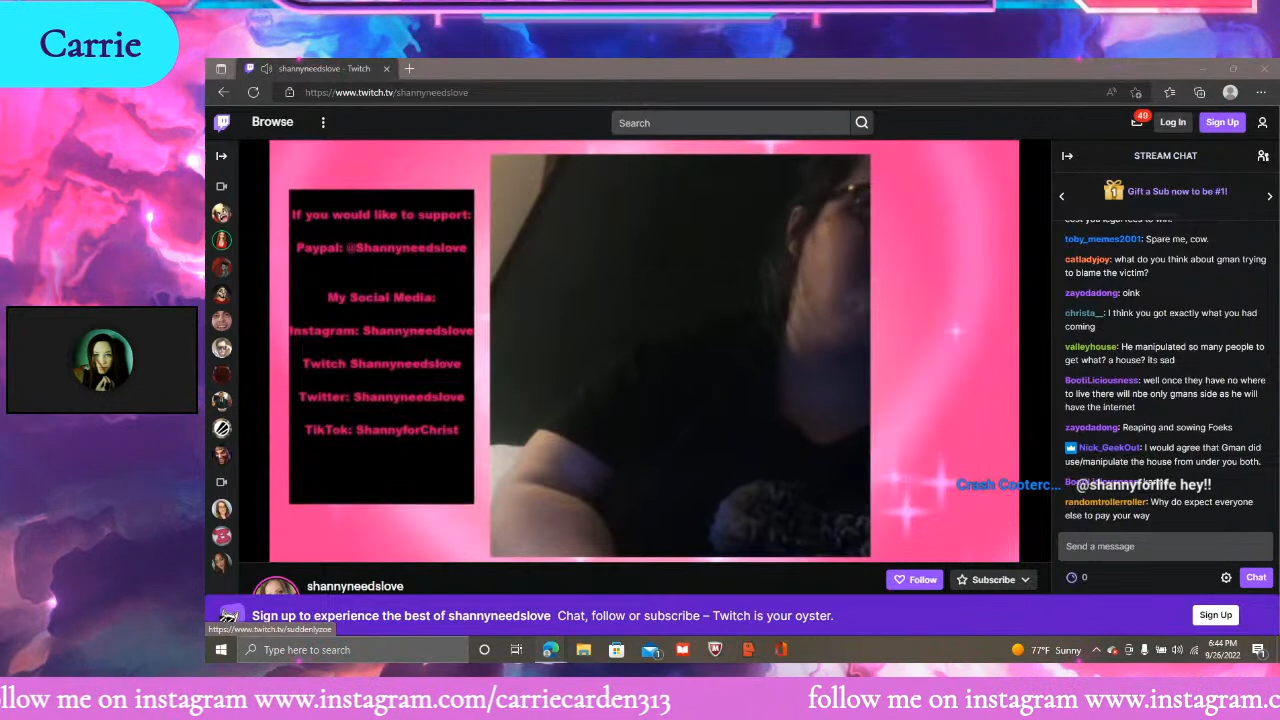 Carrie
shannyneedslove - Twitch
https://www.twitch.tv/shannyneedslove
Browse
Search
49
Log In
Sign Up
If you would like to support:
Paypal: @Shannyneedslove
My Social Media:
Instagram: Shannyneedslove
Twitch Shannyneedslove
Twitter: Shannyneedslove
TikTok: ShannyforChrist
STREAM CHAT
1
Gift a Sub now to be #1!
toby_memes2001: Spare me, cow.
catladyjoy: what do you think about gman trying
to blame the victim?
zayodadong: oink
christa__: I think you got exactly what you had
coming
valleyhouse: He manipulated so many people to
get what? a house? its sad
BootiLiciousness: well once they have no where
to live there will nbe only gmans side as he will
have the internet
zayodadong: Reaping and sowing Foeks
Nick_GeekOut: I would agree that Gman did
use/manipulate the house from under you both.
@shannyforlife hey!!
randomtrollerroller: Why do expect everyone
else to pay your way
Send a message
0
Chat
shannyneedslove
Follow
Subscribe
Sign up to experience the best of shannyneedslove Chat, follow or subscribe – Twitch is your oyster.
Sign Up
https://www.twitch.tv/suddenlyzoe
Type here to search
77°F Sunny
6:44 PM
9/26/2022
ollow me on instagram www.instagram.com/carriecarden313 follow me on instagram www.instagram.c